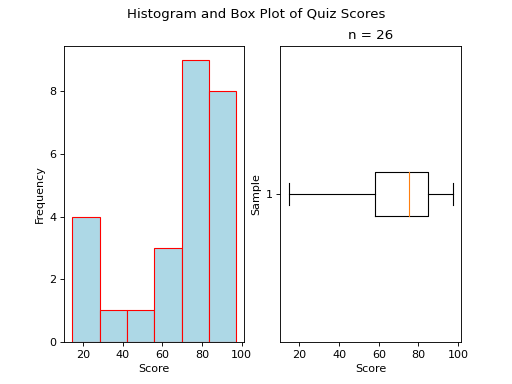 Histogram and Box Plot of Quiz Scores
n = 26
Frequency
8
6
4
2
0
20 40 60 80 100
Score
Sample
1
20 40 60 80 100
Score